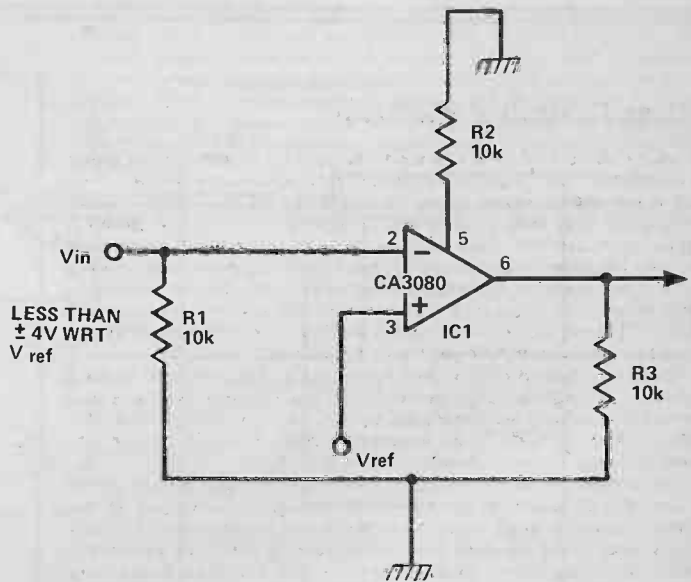 R2
10k
Vin
2
5
6
−
CA3080
+
3
IC1
LESS THAN
± 4V WRT
V ref
R1
10k
R3
10k
Vref